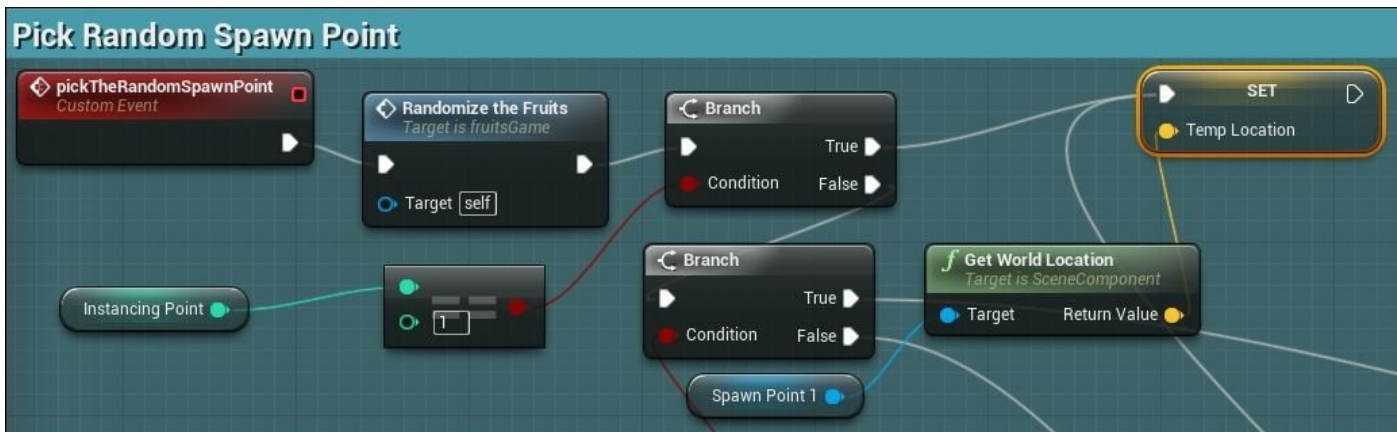 Pick Random Spawn Point
pickTheRandomSpawnPoint
Custom Event
Randomize the Fruits
Target is fruitsGame
Target self
Branch
True
Condition False
SET
Temp Location
Instancing Point
==
1
Branch
True
Condition False
Get World Location
Target is SceneComponent
Target Return Value
Spawn Point 1